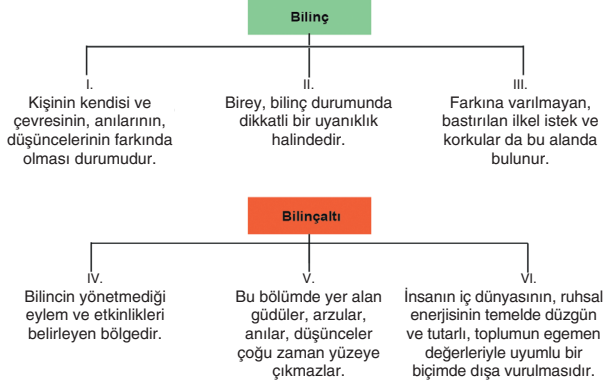 Bilinç
I.
Kişinin kendisi ve
çevresinin, anılarının,
düşüncelerinin farkında
olması durumudur.
II.
Birey, bilinç durumunda
dikkatli bir uyanıklık
halindedir.
III.
Farkına varılmayan,
bastırılan ilkel istek ve
korkular da bu alanda
bulunur.
Bilinçaltı
IV.
Bilincin yönetmediği
eylem ve etkinlikleri
belirleyen bölgedir.
V.
Bu bölümde yer alan
güdüler, arzular,
anılar, düşünceler
çoğu zaman yüzeye
çıkmazlar.
VI.
İnsanın iç dünyasının, ruhsal
enerjisinin temelde düzgün
ve tutarlı, toplumun egemen
değerleriyle uyumlu bir
biçimde dışa vurulmasıdır.